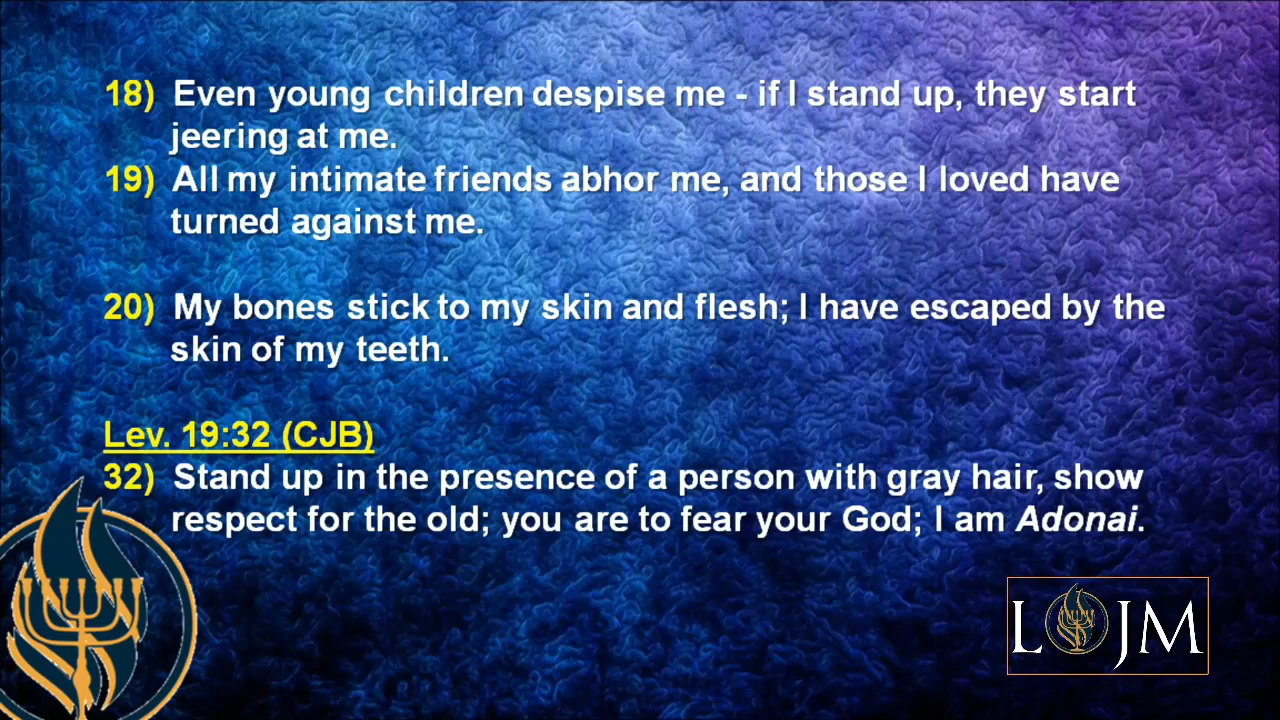 18) Even young children despise me - if I stand up, they start
jeering at me.
19) All my intimate friends abhor me, and those I loved have
turned against me.
20) My bones stick to my skin and flesh; I have escaped by the
skin of my teeth.
Lev. 19:32 (CJB)
32) Stand up in the presence of a person with gray hair, show
respect for the old; you are to fear your God; I am Adonai.
L JM